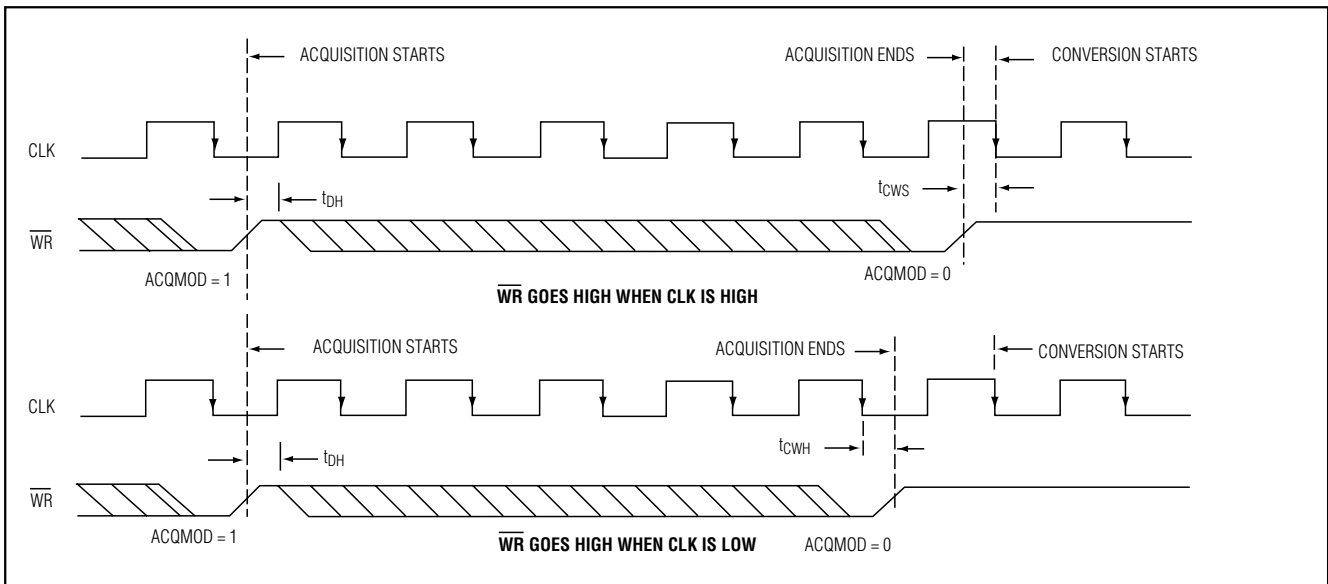 ACQUISITION STARTS
ACQUISITION ENDS
CONVERSION STARTS
CLK
tCWS
tDH
WR
ACQMOD = 1
ACQMOD = 0
WR GOES HIGH WHEN CLK IS HIGH
ACQUISITION STARTS
ACQUISITION ENDS
CONVERSION STARTS
CLK
tCWH
tDH
WR
ACQMOD = 1
WR GOES HIGH WHEN CLK IS LOW
ACQMOD = 0